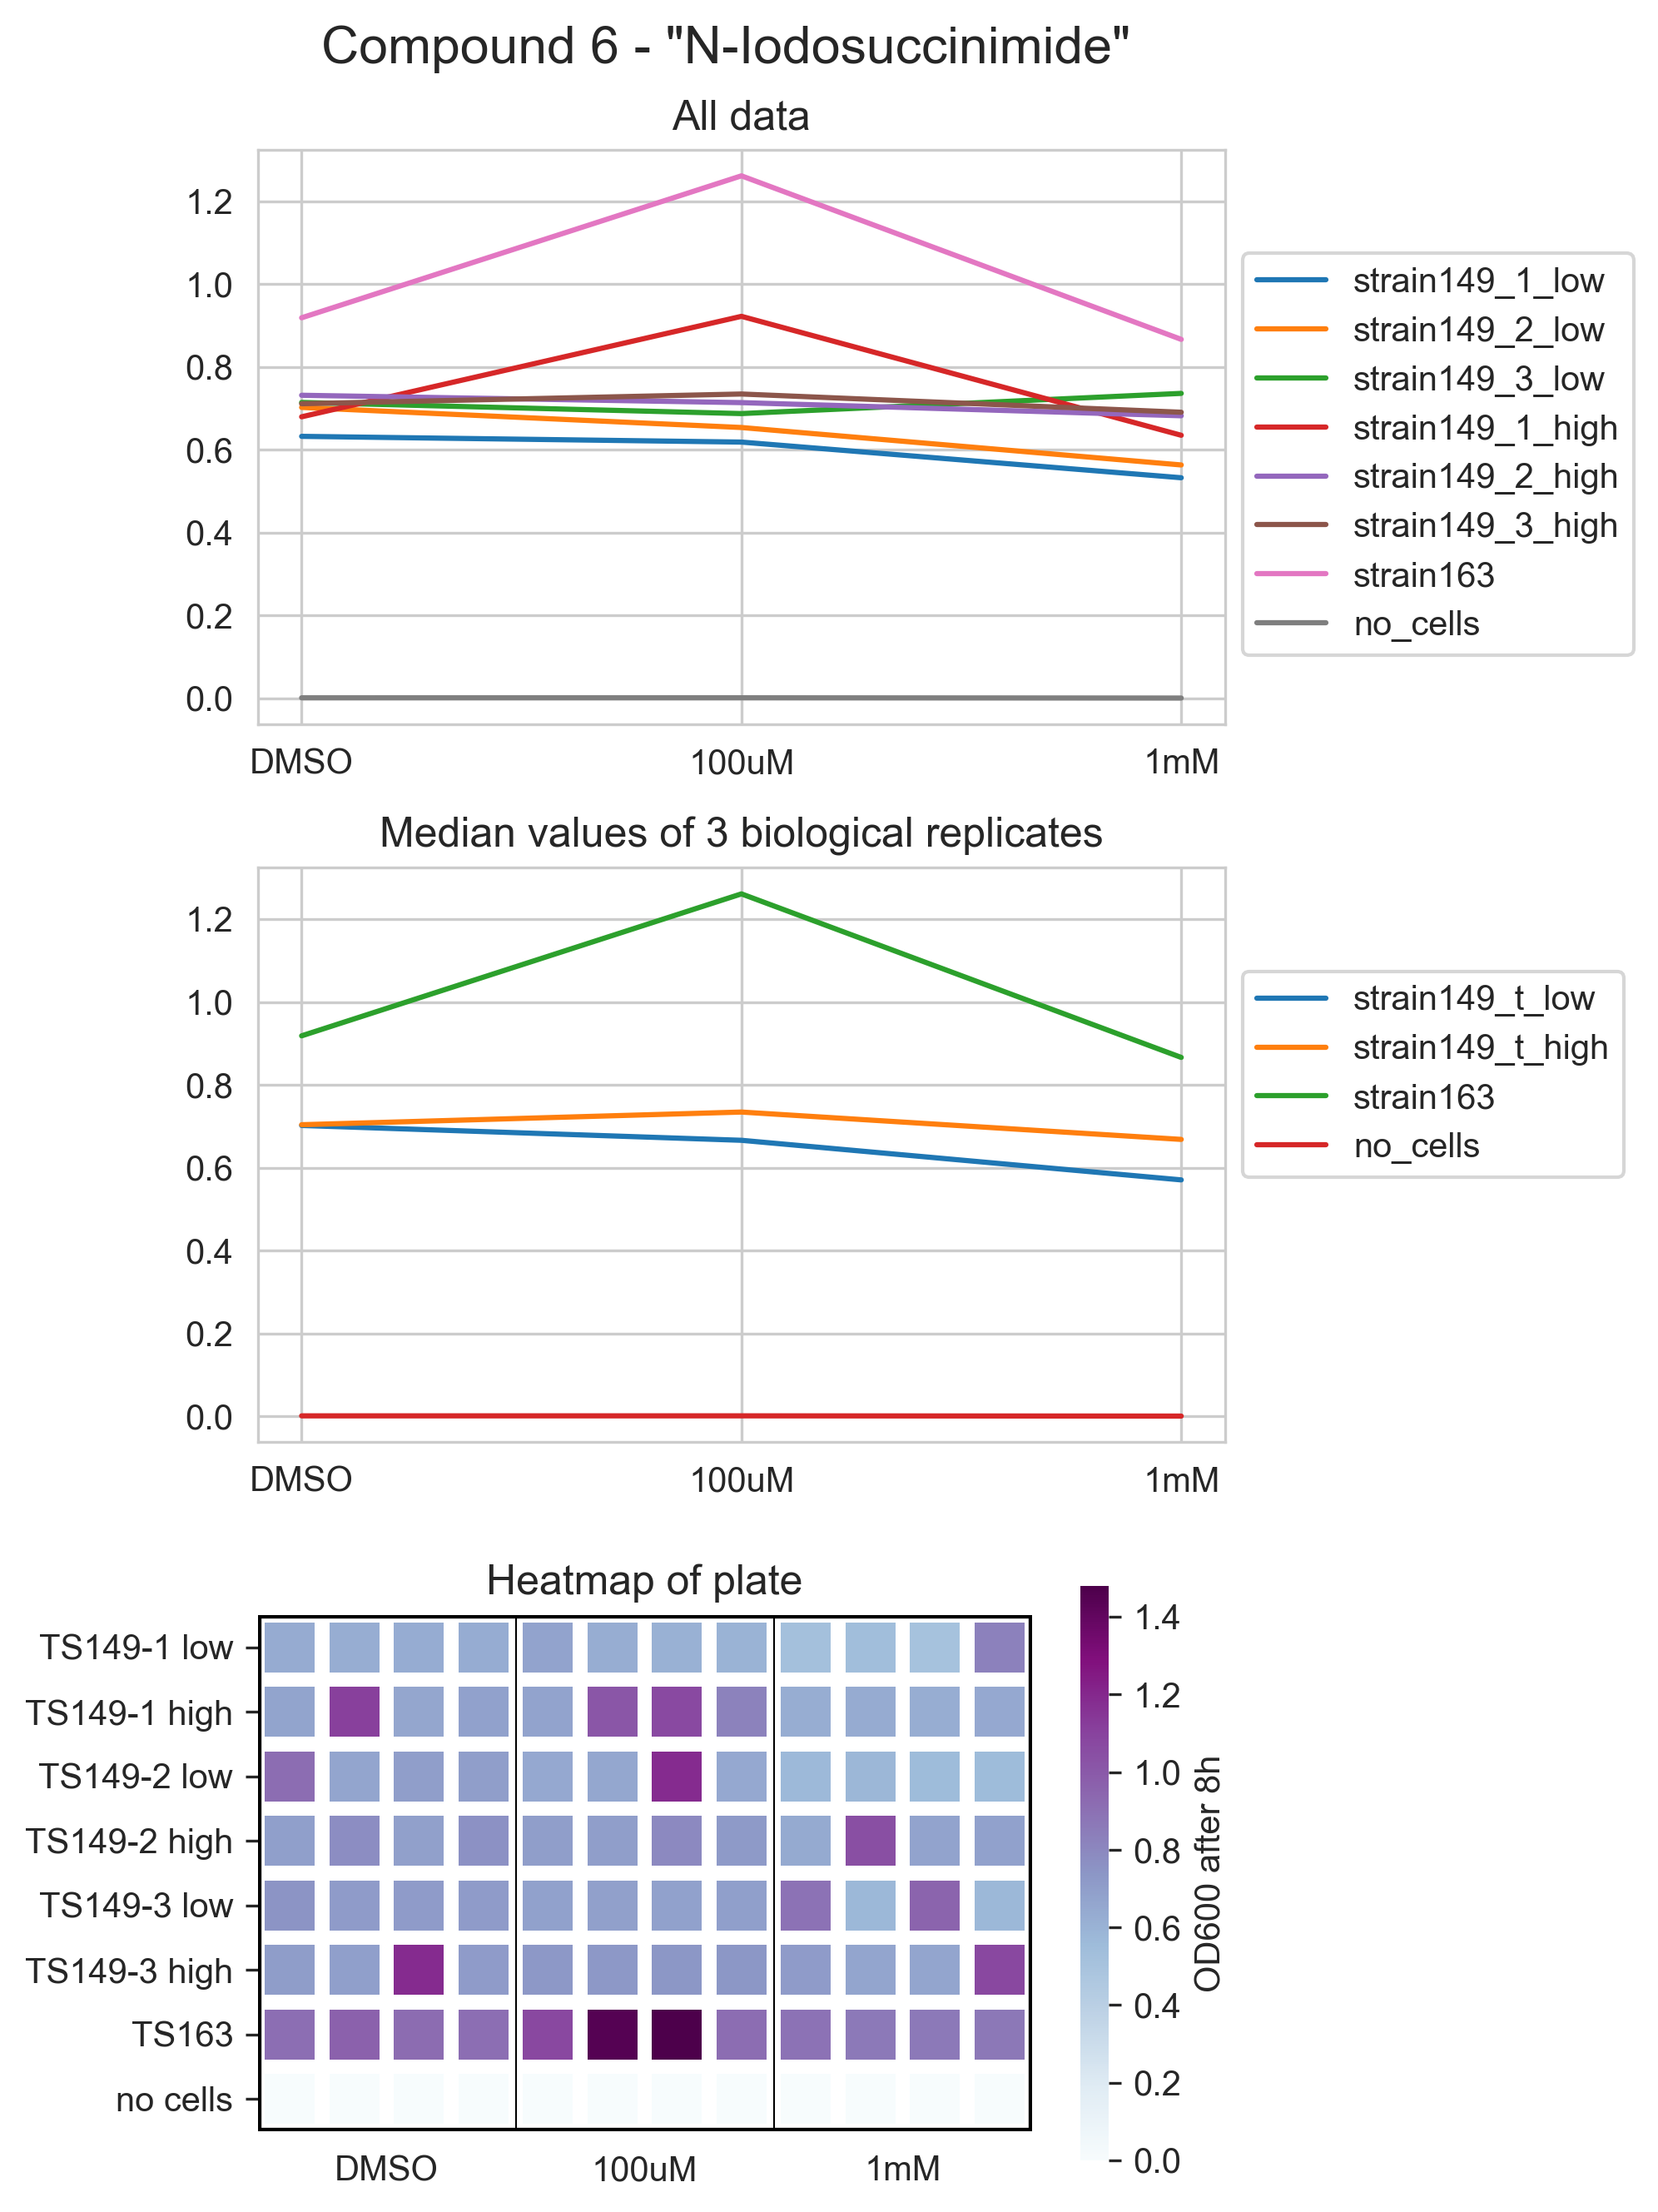 Compound 6 - "N-Iodosuccinimide"
All data
1.2
1.0
0.8
0.6
0.4
0.2
0.0
DMSO 100uM 1mM
strain149_1_low
strain149_2_low
strain149_3_low
strain149_1_high
strain149_2_high
strain149_3_high
strain163
no_cells
Median values of 3 biological replicates
1.2
1.0
0.8
0.6
0.4
0.2
0.0
DMSO 100uM 1mM
strain149_t_low
strain149_t_high
strain163
no_cells
Heatmap of plate
TS149-1 low
TS149-1 high
TS149-2 low
TS149-2 high
TS149-3 low
TS149-3 high
TS163
no cells
DMSO 100uM 1mM
1.4
1.2
1.0
0.8
0.6
0.4
0.2
0.0
OD600 after 8h